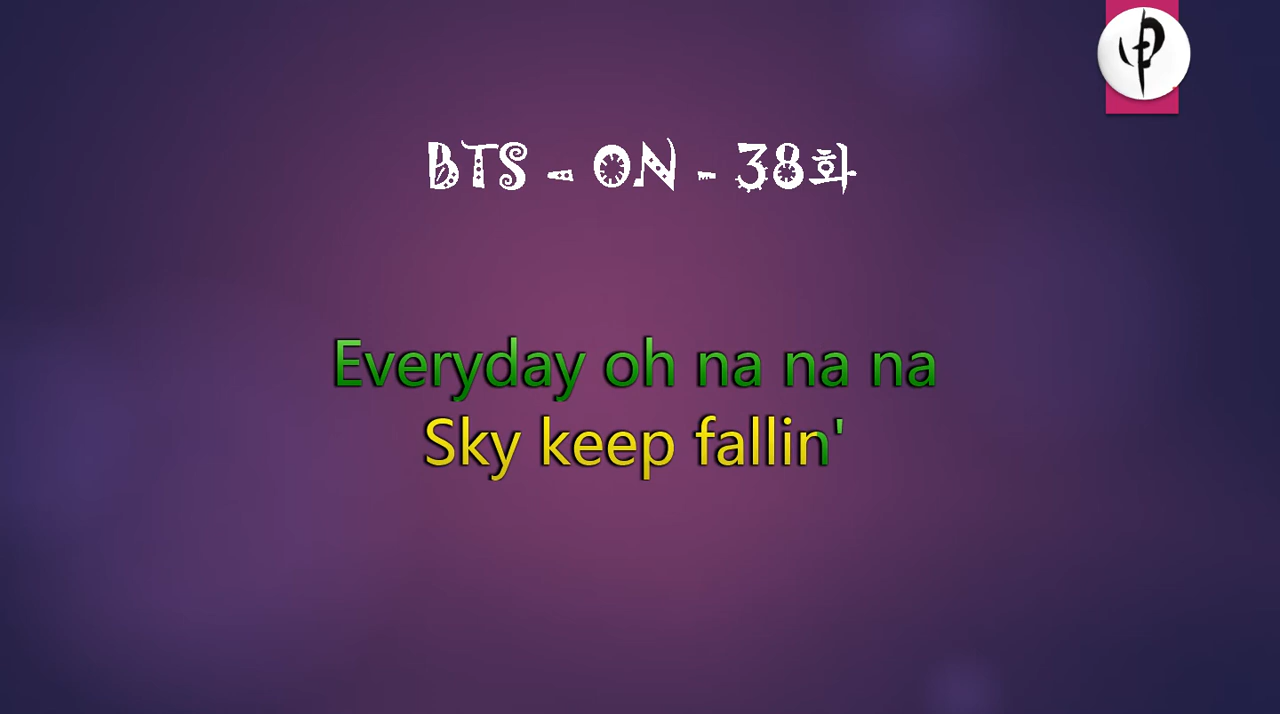 BTS - ON - 38화
Everyday oh na na na
Sky keep fallin'